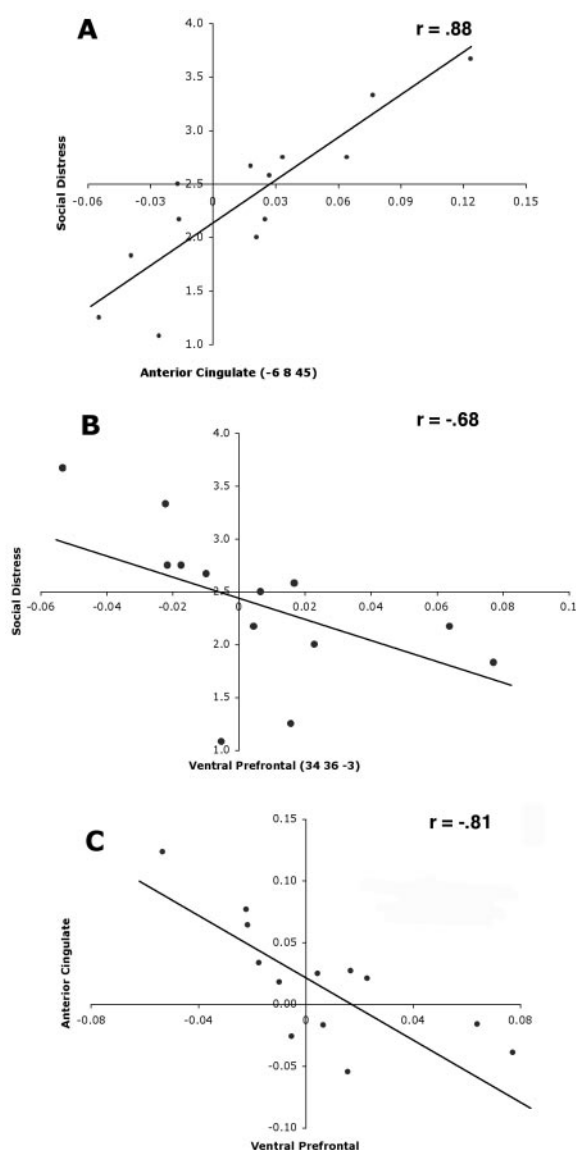 A
r = .88
4.0
3.5
3.0
2.5
2.0
1.5
1.0
Social Distress
-0.06 -0.03 0 0.03 0.06 0.09 0.12 0.15
Anterior Cingulate (-6 8 45)
B
r = -.68
4.0
3.5
3.0
2.5
2.0
1.5
1.0
Social Distress
-0.06 -0.04 -0.02 0 0.02 0.04 0.06 0.08 0.1
Ventral Prefrontal (34 36 -3)
C
r = -.81
0.15
0.10
0.05
0.00
-0.05
-0.10
Anterior Cingulate
-0.08 -0.04 0 0.04 0.08
Ventral Prefrontal